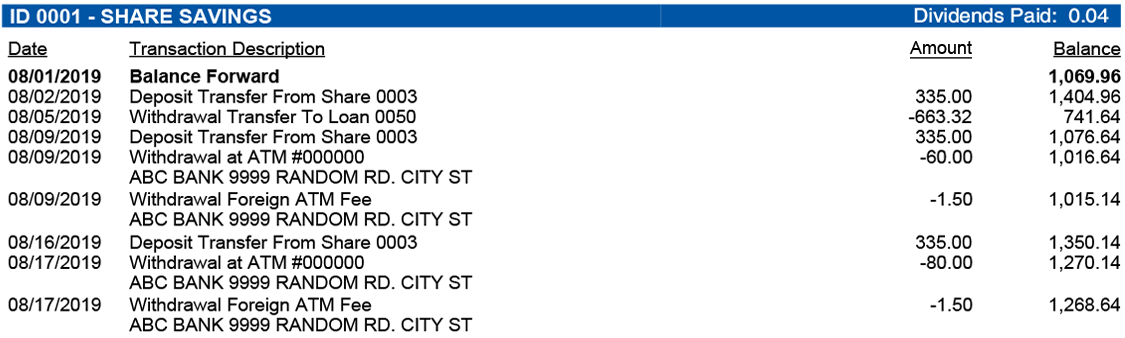 ID 0001 - SHARE SAVINGS Dividends Paid: 0.04
Date Transaction Description Amount Balance
08/01/2019 Balance Forward 1,069.96
08/02/2019 Deposit Transfer From Share 0003 335.00 1,404.96
08/05/2019 Withdrawal Transfer To Loan 0050 -663.32 741.64
08/09/2019 Deposit Transfer From Share 0003 335.00 1,076.64
08/09/2019 Withdrawal at ATM #000000 -60.00 1,016.64
ABC BANK 9999 RANDOM RD. CITY ST
08/09/2019 Withdrawal Foreign ATM Fee -1.50 1,015.14
ABC BANK 9999 RANDOM RD. CITY ST
08/16/2019 Deposit Transfer From Share 0003 335.00 1,350.14
08/17/2019 Withdrawal at ATM #000000 -80.00 1,270.14
ABC BANK 9999 RANDOM RD. CITY ST
08/17/2019 Withdrawal Foreign ATM Fee -1.50 1,268.64
ABC BANK 9999 RANDOM RD. CITY ST